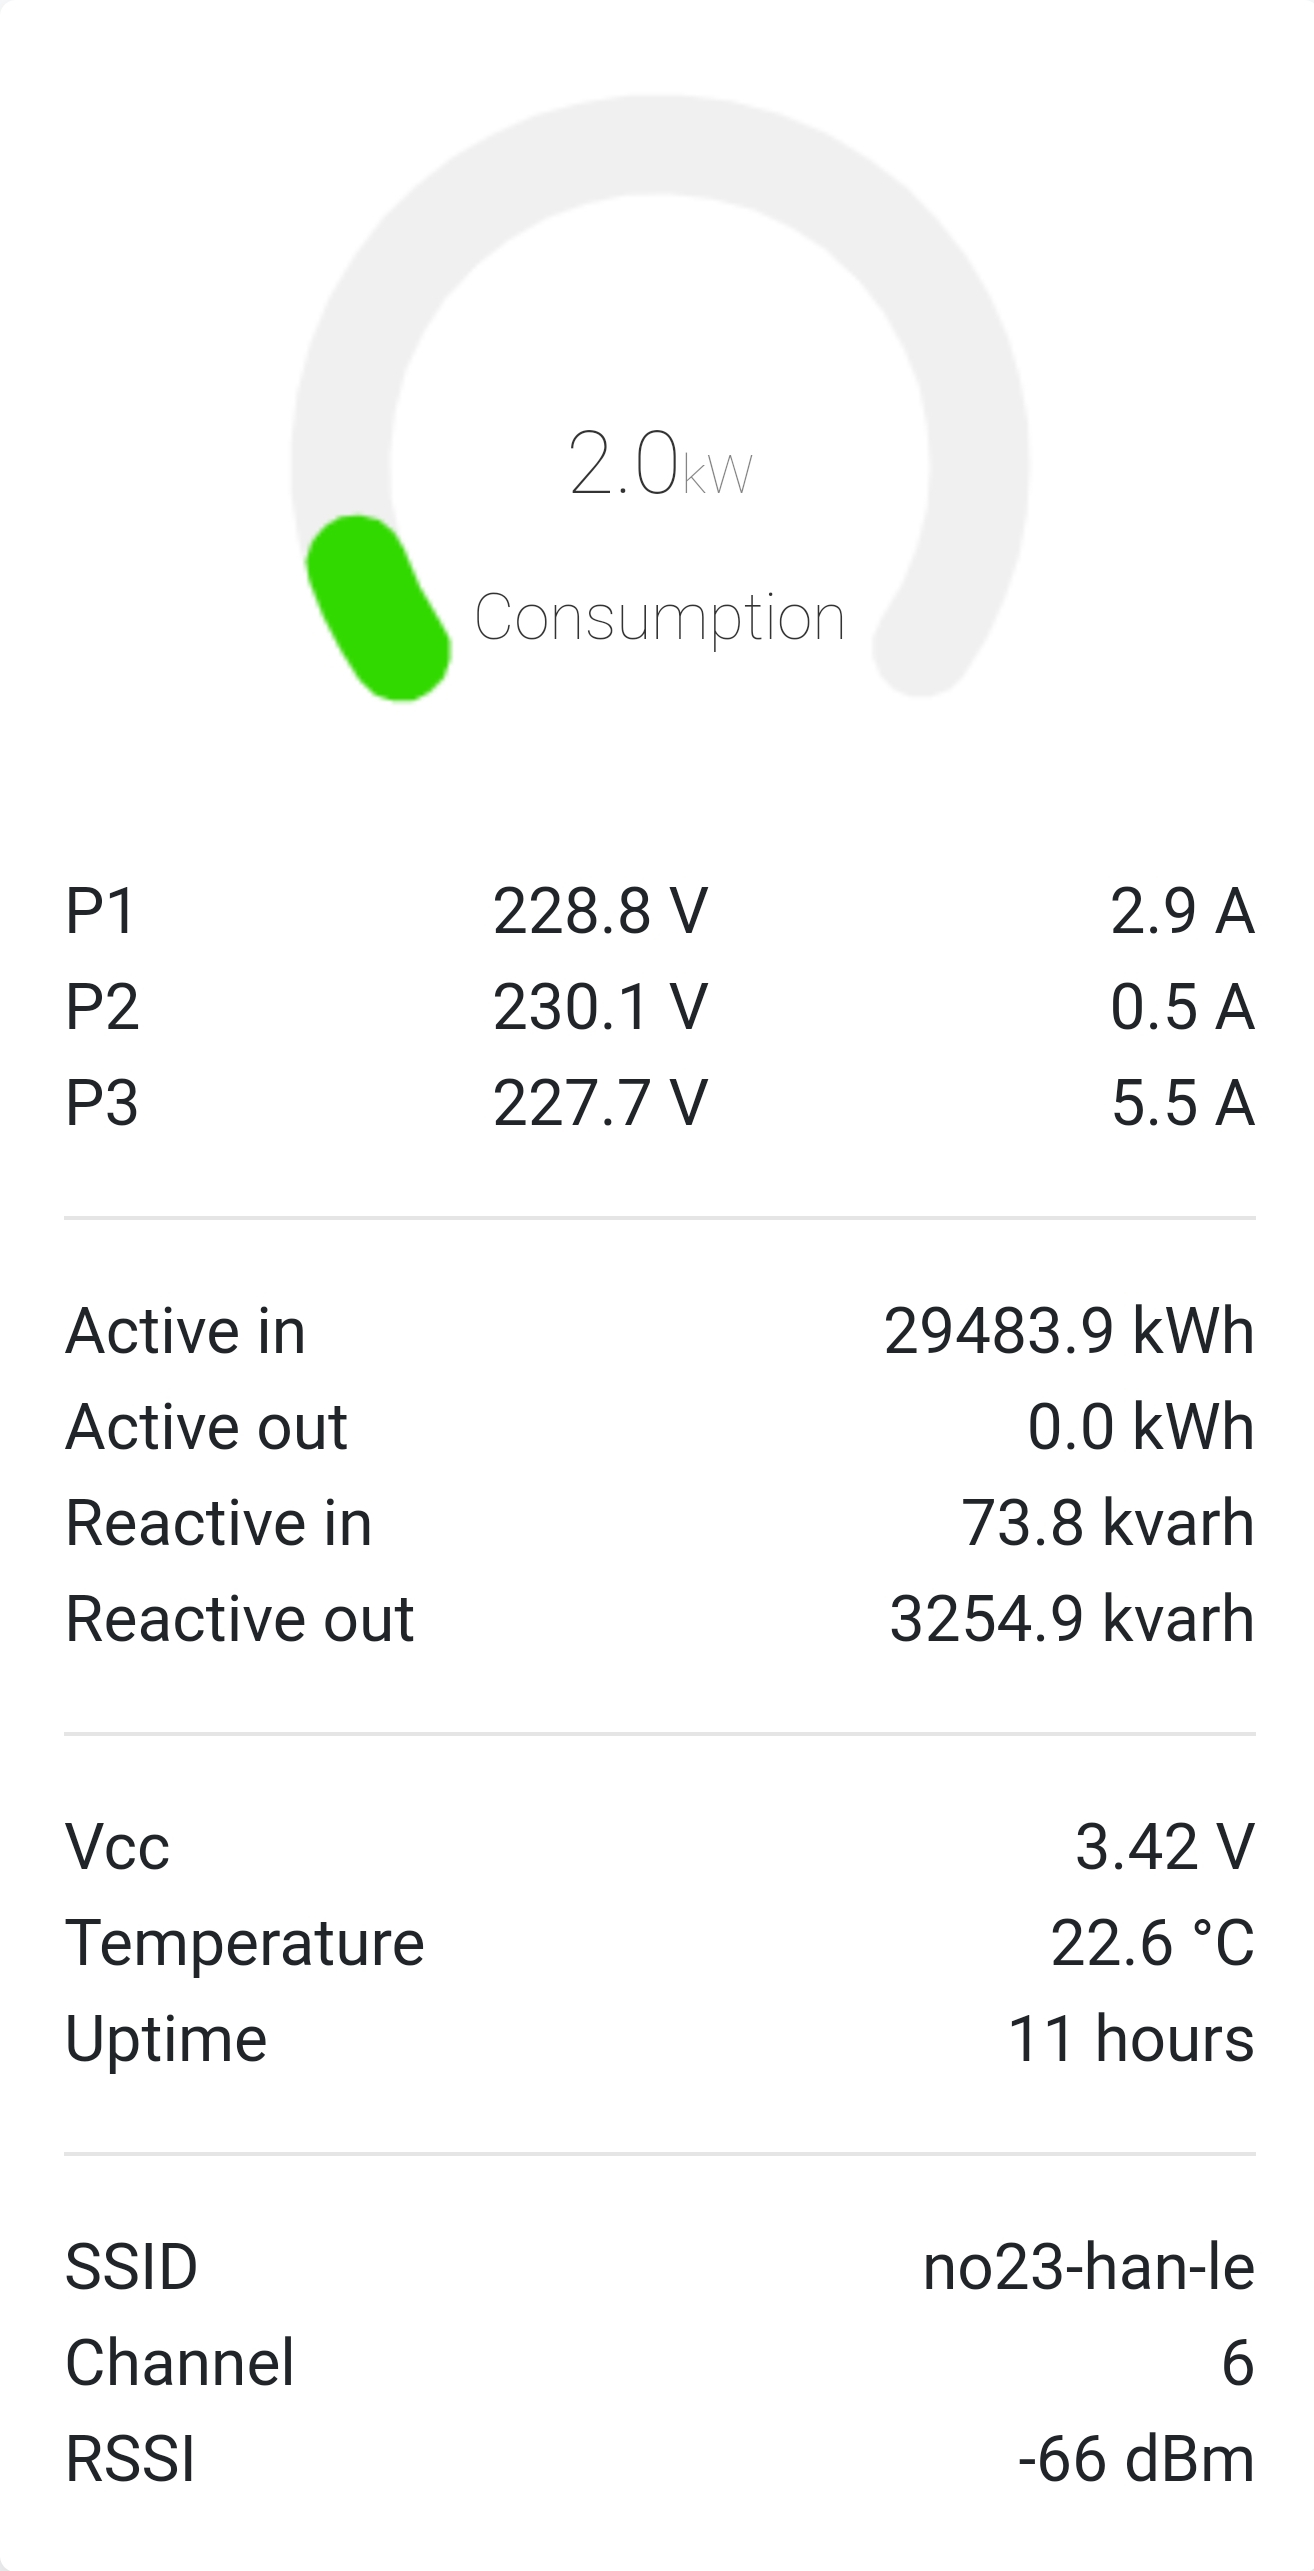 2.0kW
Consumption
P1 228.8 V 2.9 A
P2 230.1 V 0.5 A
P3 227.7 V 5.5 A
Active in 29483.9 kWh
Active out 0.0 kWh
Reactive in 73.8 kvarh
Reactive out 3254.9 kvarh
Vcc 3.42 V
Temperature 22.6 °C
Uptime 11 hours
SSID no23-han-le
Channel 6
RSSI -66 dBm